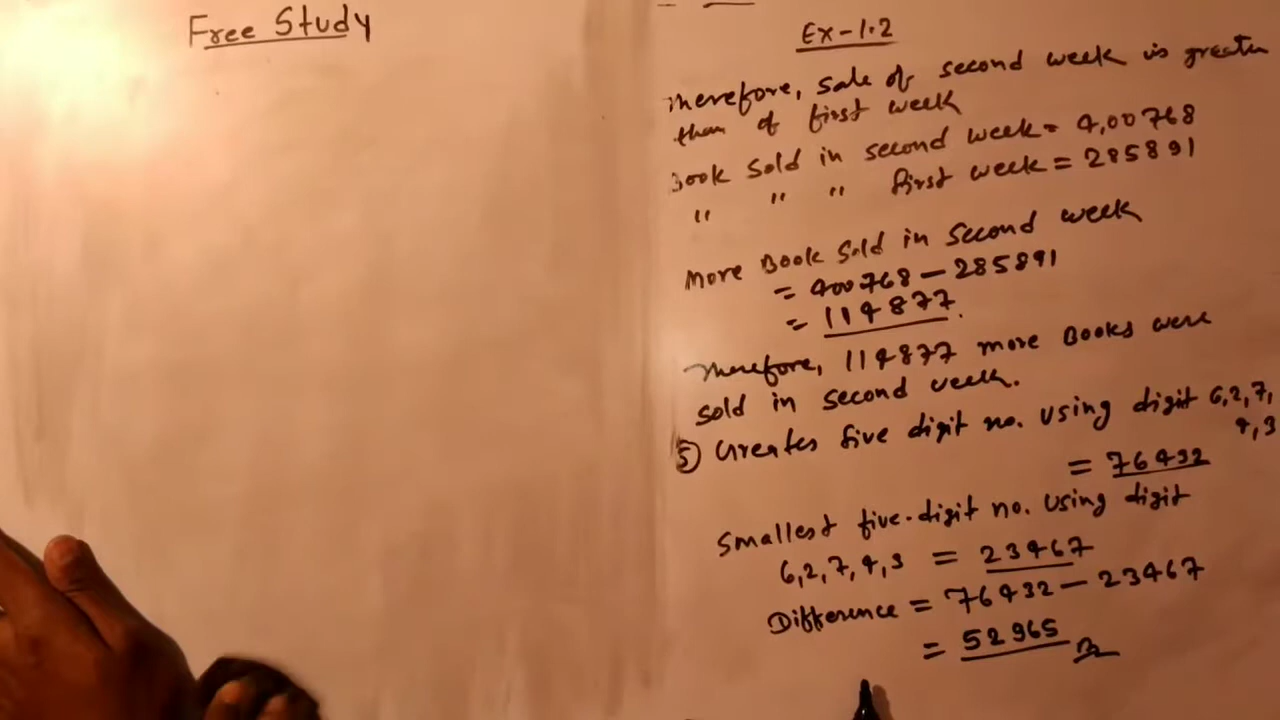 Free Study
Ex-1.2
Therefore, sale of second week is greater
than of first week
Book sold in second week = 4,00768
" " " first week = 285891
More Book sold in second week
= 400768 - 285891
= 114877.
Therefore, 114877 more Books were
sold in second week.
5) Greates five digit no. using digit 6,2,7,
4,3
= 76432
Smallest five-digit no. using digit
6,2,7,4,3 = 23467
Difference = 76432 - 23467
= 52965